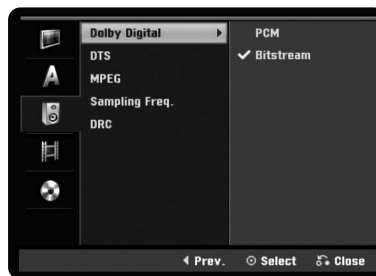 Dolby Digital
DTS
MPEG
Sampling Freq.
DRC
PCM
Bitstream
A
Prev.
Select
Close